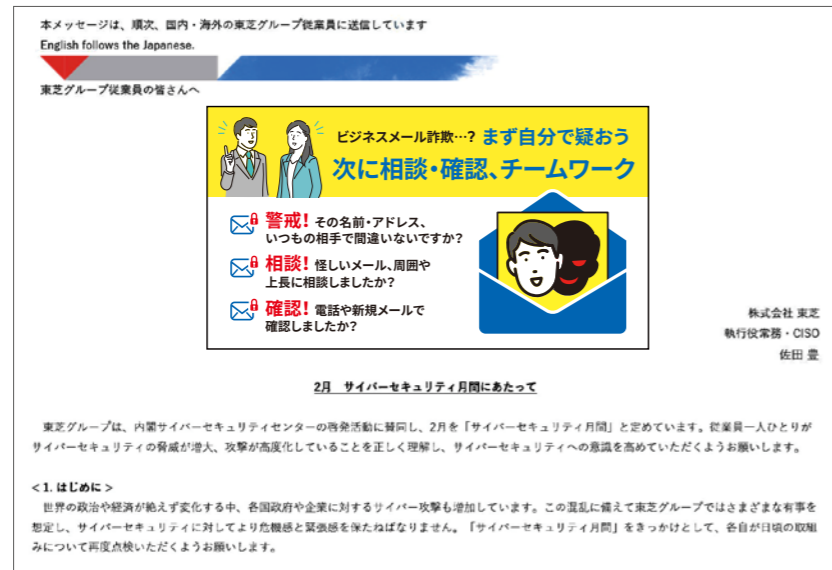 本メッセージは、順次、国内・海外の東芝グループ従業員に送信しています
English follows the Japanese.
東芝グループ従業員の皆さんへ
ビジネスメール詐欺…? まず自分で疑おう
次に相談・確認、チームワーク
警戒! その名前・アドレス、
いつもの相手で間違いないですか?
相談! 怪しいメール、周囲や
上長に相談しましたか?
確認! 電話や新規メールで
確認しましたか?
株式会社 東芝
執行役常務・CISO
佐田 豊
2月 サイバーセキュリティ月間にあたって
東芝グループは、内閣サイバーセキュリティセンターの啓発活動に賛同し、2月を「サイバーセキュリティ月間」と定めています。従業員一人ひとりが
サイバーセキュリティの脅威が増大、攻撃が高度化していることを正しく理解し、サイバーセキュリティへの意識を高めていただくようお願いします。
<1. はじめに>
世界の政治や経済が絶えず変化する中、各国政府や企業に対するサイバー攻撃も増加しています。この混乱に備えて東芝グループではさまざまな有事を
想定し、サイバーセキュリティに対してより危機感と緊張感を保たねばなりません。「サイバーセキュリティ月間」をきっかけとして、各自が日頃の取組
みについて再度点検いただくようお願いします。